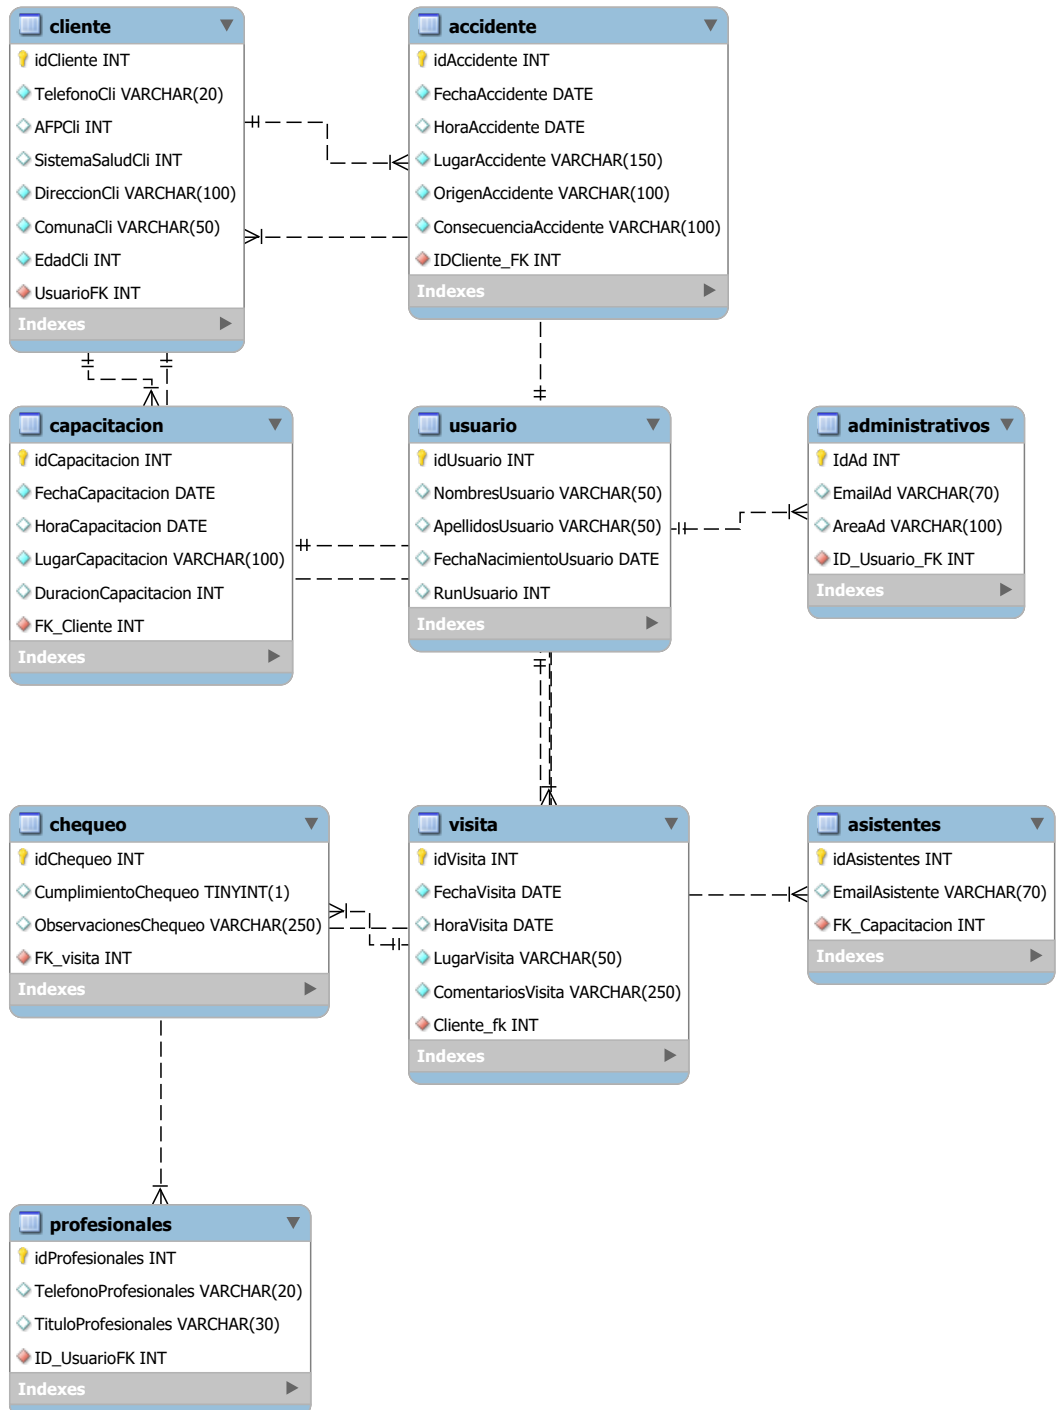 cliente
idCliente INT
TelefonoCli VARCHAR(20)
AFPCli INT
SistemaSaludCli INT
DireccionCli VARCHAR(100)
ComunaCli VARCHAR(50)
EdadCli INT
UsuarioFK INT
Indexes
accidente
idAccidente INT
FechaAccidente DATE
HoraAccidente DATE
LugarAccidente VARCHAR(150)
OrigenAccidente VARCHAR(100)
ConsecuenciaAccidente VARCHAR(100)
IDCliente_FK INT
Indexes
capacitacion
idCapacitacion INT
FechaCapacitacion DATE
HoraCapacitacion DATE
LugarCapacitacion VARCHAR(100)
DuracionCapacitacion INT
FK_Cliente INT
Indexes
usuario
idUsuario INT
NombresUsuario VARCHAR(50)
ApellidosUsuario VARCHAR(50)
FechaNacimientoUsuario DATE
RunUsuario INT
Indexes
administrativos
IdAd INT
EmailAd VARCHAR(70)
AreaAd VARCHAR(100)
ID_Usuario_FK INT
Indexes
chequeo
idChequeo INT
CumplimientoChequeo TINYINT(1)
ObservacionesChequeo VARCHAR(250)
FK_visita INT
Indexes
visita
idVisita INT
FechaVisita DATE
HoraVisita DATE
LugarVisita VARCHAR(50)
ComentariosVisita VARCHAR(250)
Cliente_fk INT
Indexes
asistentes
idAsistentes INT
EmailAsistente VARCHAR(70)
FK_Capacitacion INT
Indexes
profesionales
idProfesionales INT
TelefonoProfesionales VARCHAR(20)
TituloProfesionales VARCHAR(30)
ID_UsuarioFK INT
Indexes